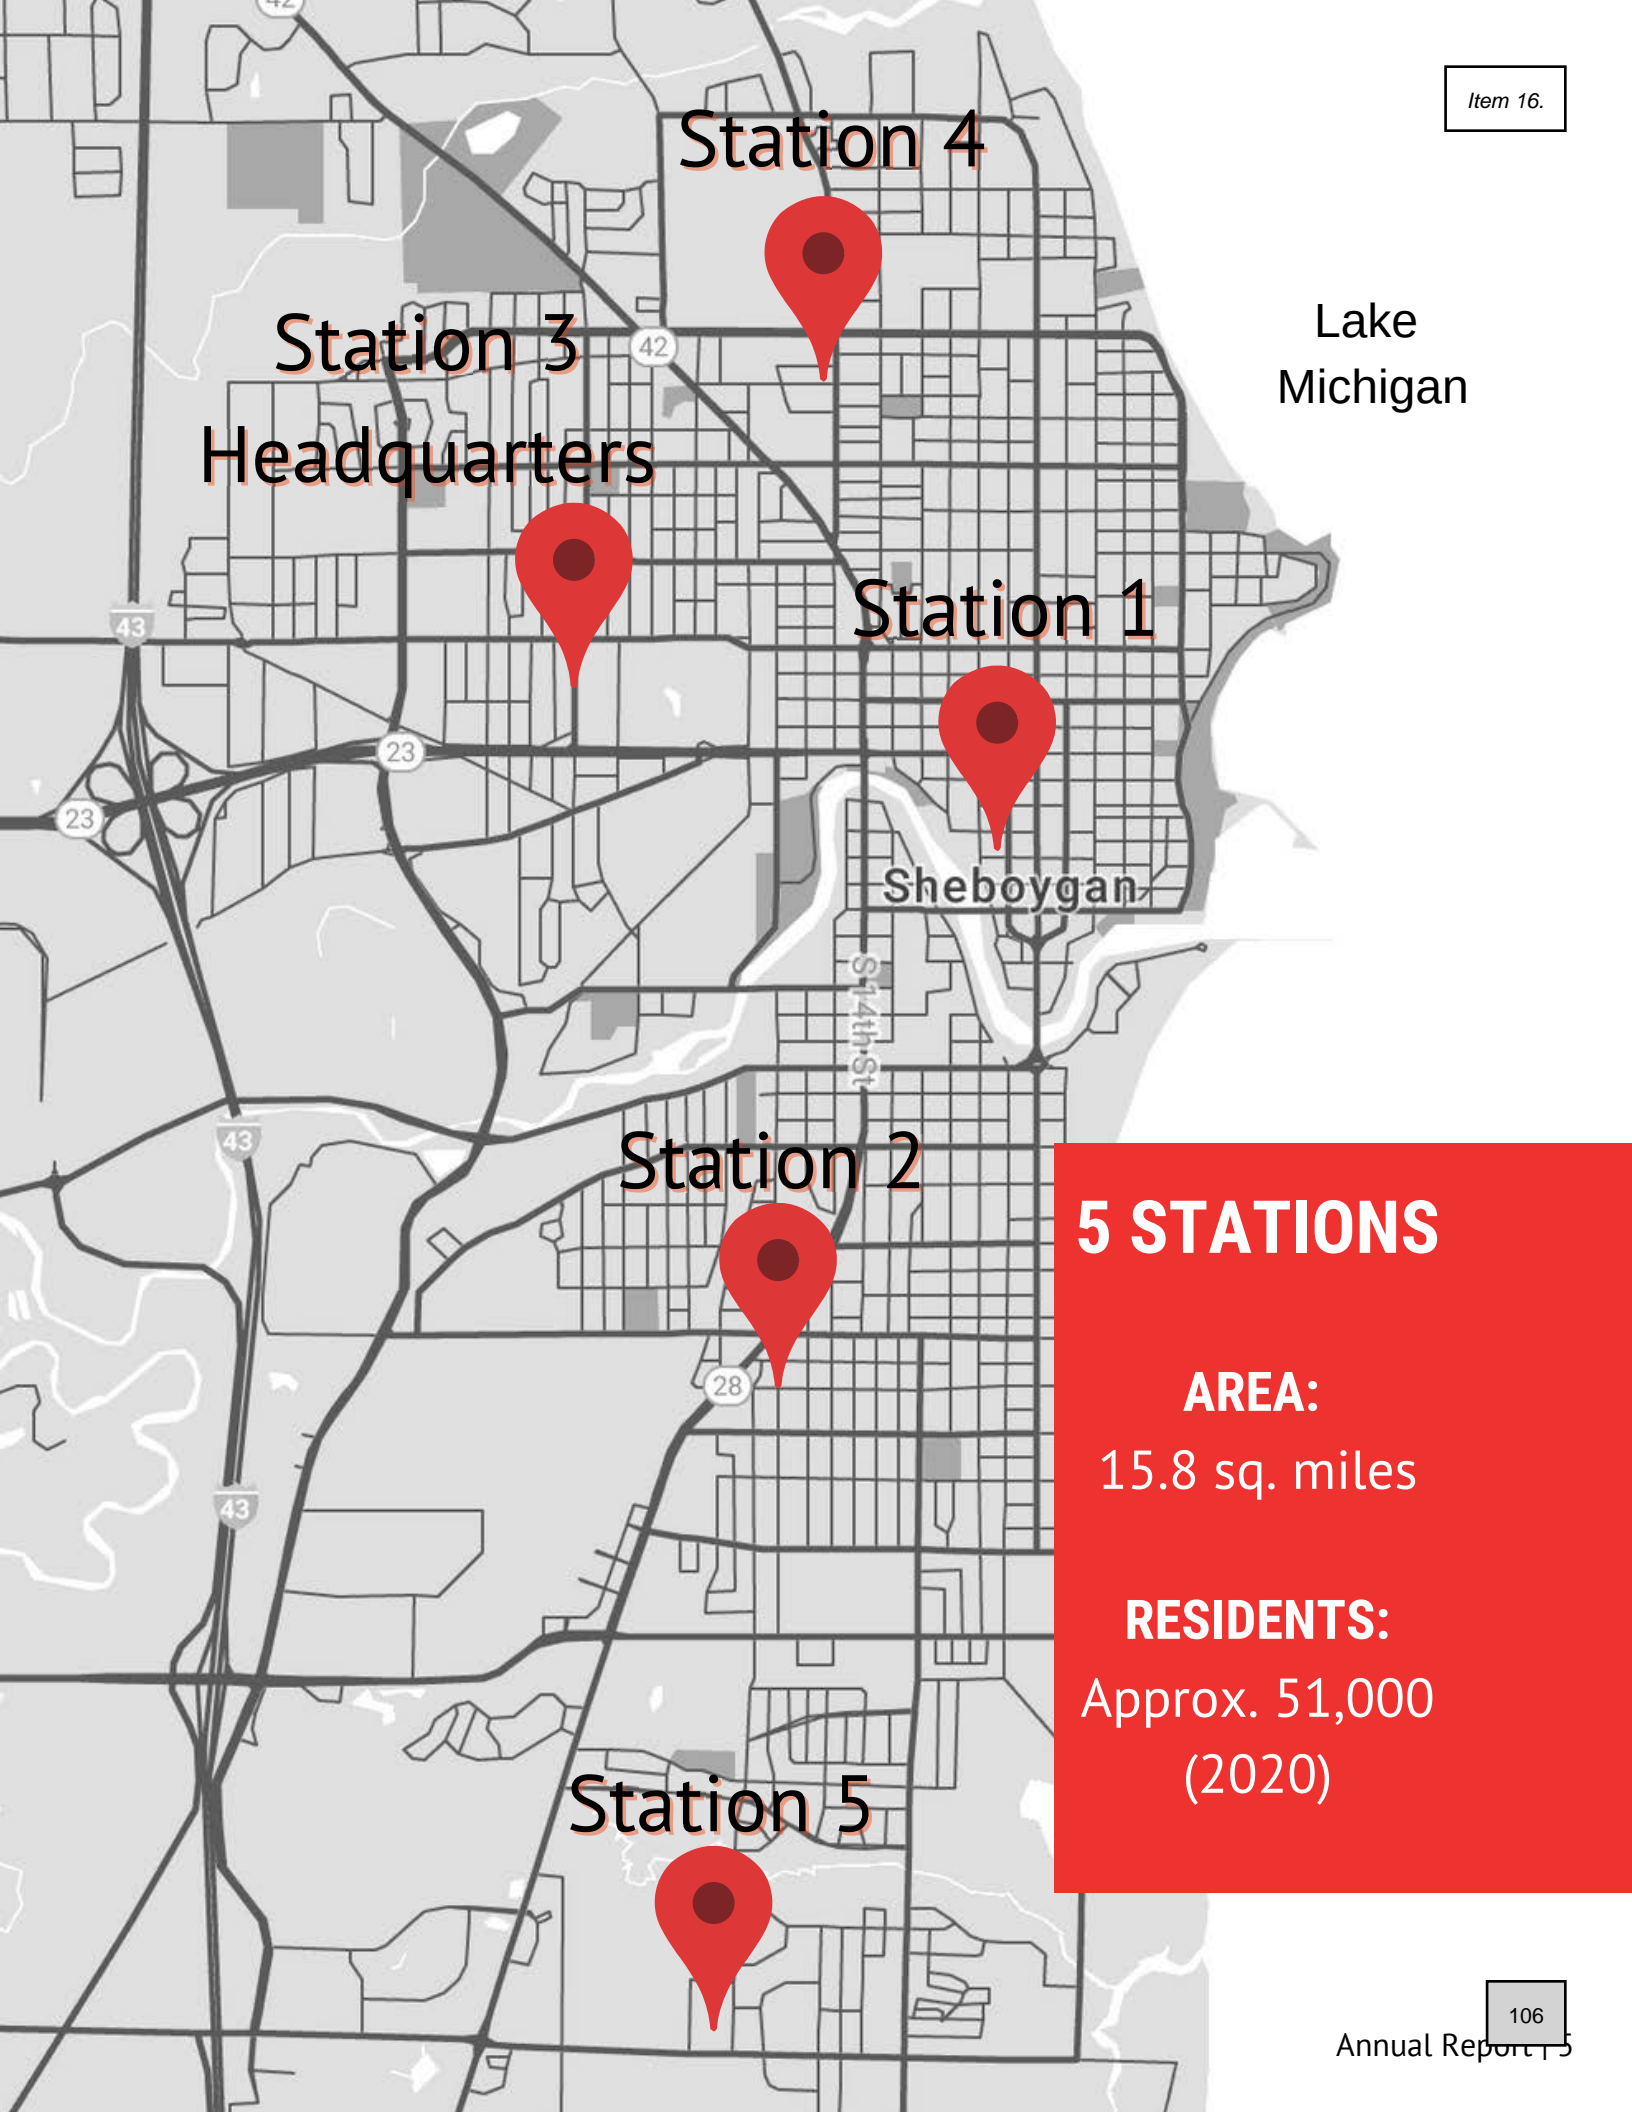 42
Item 16.
Station 4
Lake
Michigan
Station 3
42
Headquarters
Station 1
43
23
23
Sheboygan
S 14th St
43
Station 2
5 STATIONS
28
AREA:
15.8 sq. miles
43
RESIDENTS:
Approx. 51,000
(2020)
Station 5
106
Annual Report | 5